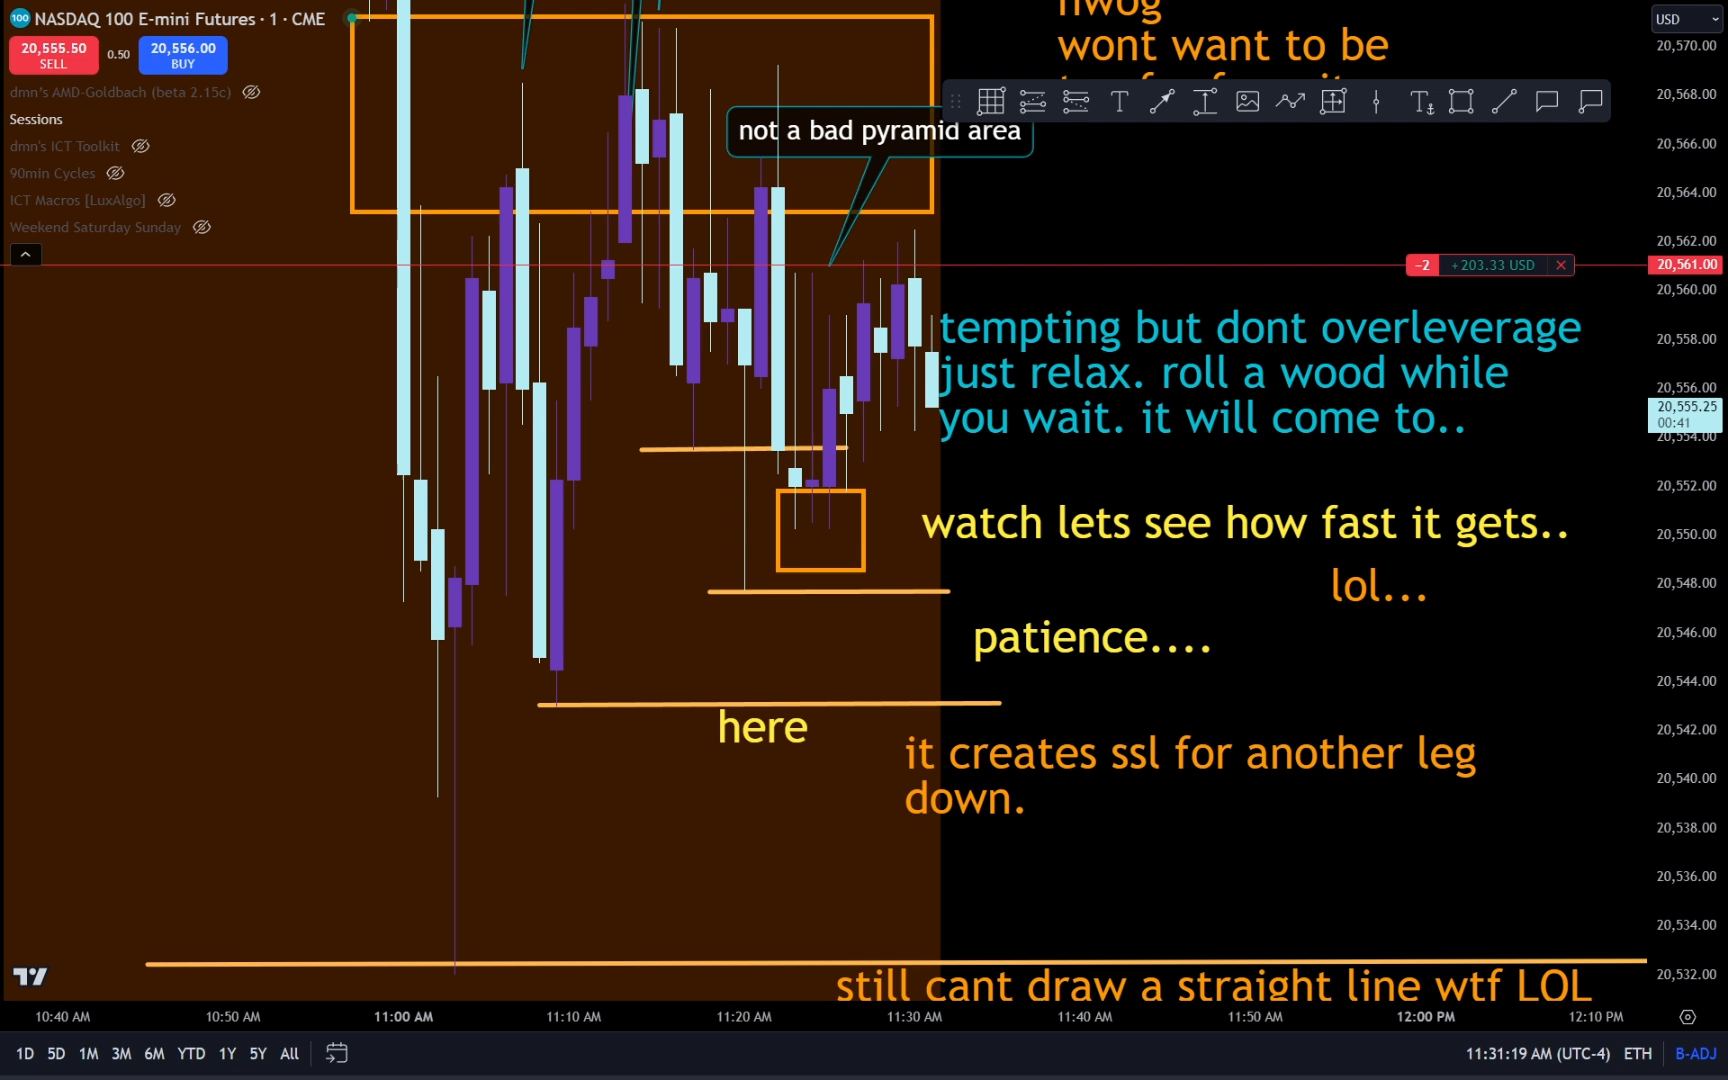 100 NASDAQ 100 E-mini Futures · 1 · CME
nwog
USD
20,555.50 SELL 0.50 20,556.00 BUY
wont want to be
20,570.00
dmn's AMD-Goldbach (beta 2.15c)
20,568.00
Sessions
not a bad pyramid area
dmn's ICT Toolkit
20,566.00
90min Cycles
ICT Macros [LuxAlgo]
20,564.00
Weekend Saturday Sunday
20,562.00
−2 +203.33 USD
20,561.00
20,560.00
tempting but dont overleverage
20,558.00
just relax. roll a wood while
20,556.00
you wait. it will come to..
20,555.25
00:41
20,554.00
20,552.00
watch lets see how fast it gets..
20,550.00
lol...
20,548.00
patience....
20,546.00
20,544.00
here
20,542.00
it creates ssl for another leg
down.
20,540.00
20,538.00
20,536.00
20,534.00
20,532.00
still cant draw a straight line wtf LOL
10:40 AM 10:50 AM 11:00 AM 11:10 AM 11:20 AM 11:30 AM 11:40 AM 11:50 AM 12:00 PM 12:10 PM
1D 5D 1M 3M 6M YTD 1Y 5Y All
11:31:19 AM (UTC-4) ETH B-ADJ